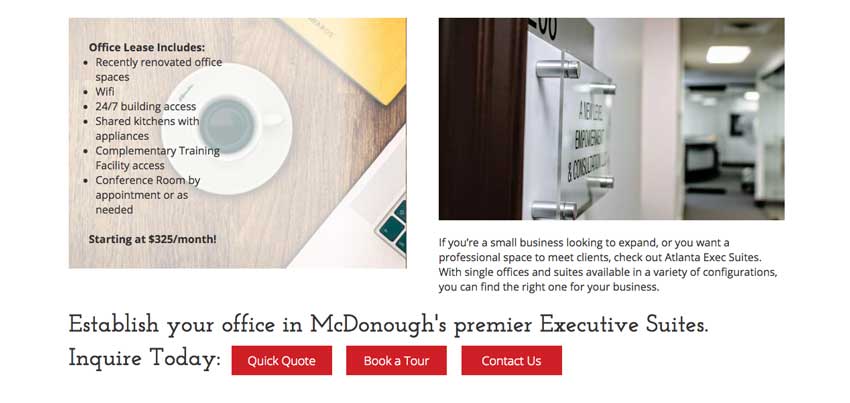 Office Lease Includes:
Recently renovated office
spaces
Wifi
24/7 building access
Shared kitchens with
appliances
Complementary Training
Facility access
Conference Room by
appointment or as
needed
Starting at $325/month!
A NEW LEVEL
EMPOWERMENT
& CONSULTATION
If you're a small business looking to expand, or you want a
professional space to meet clients, check out Atlanta Exec Suites.
With single offices and suites available in a variety of configurations,
you can find the right one for your business.
Establish your office in McDonough's premier Executive Suites.
Inquire Today: Quick Quote Book a Tour Contact Us